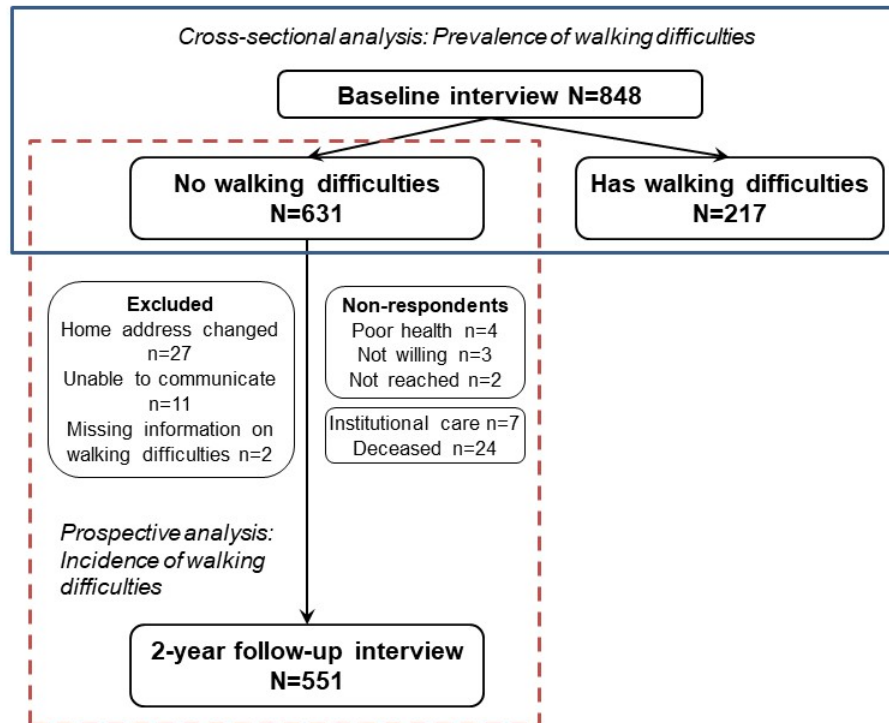 Cross-sectional analysis: Prevalence of walking difficulties
Baseline interview N=848
No walking difficulties
N=631
Has walking difficulties
N=217
Excluded
Home address changed
n=27
Unable to communicate
n=11
Missing information on
walking difficulties n=2
Non-respondents
Poor health n=4
Not willing n=3
Not reached n=2
Institutional care n=7
Deceased n=24
Prospective analysis:
Incidence of walking
difficulties
2-year follow-up interview
N=551